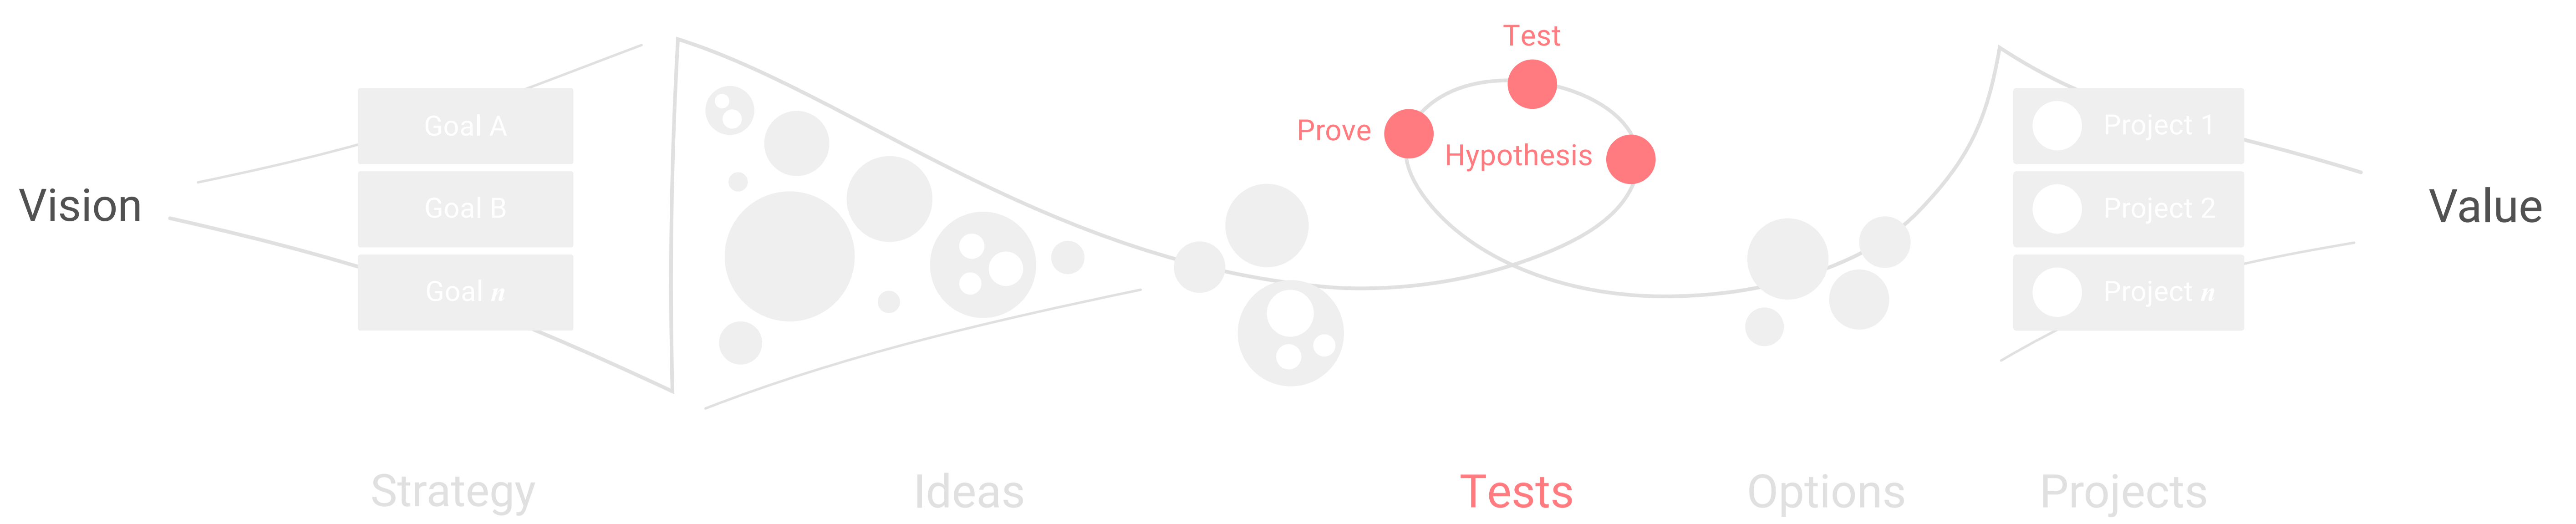 Vision
Goal A
Goal B
Goal n
Test
Prove
Hypothesis
Project 1
Project 2
Project n
Value
Strategy
Ideas
Tests
Options
Projects